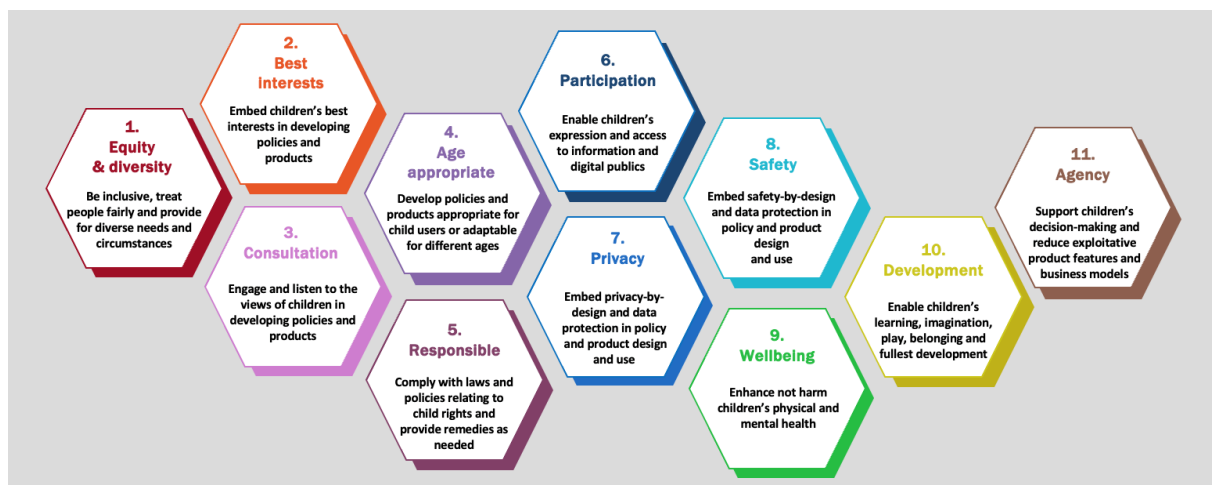 1.
Equity
& diversity
Be inclusive, treat
people fairly and provide
for diverse needs and
circumstances
2.
Best
interests
Embed children's best
interests in developing
policies and
products
3.
Consultation
Engage and listen to the
views of children in
developing policies and
products
4.
Age
appropriate
Develop policies and
products appropriate for
child users or adaptable
for different ages
5.
Responsible
Comply with laws and
policies relating to
child rights and
provide remedies as
needed
6.
Participation
Enable children's
expression and access
to information and
digital publics
7.
Privacy
Embed privacy-by-
design and data
protection in policy
and product design
and use
8.
Safety
Embed safety-by-design
and data protection in
policy and product
design
and use
9.
Wellbeing
Enhance not harm
children's physical and
mental health
10.
Development
Enable children's
learning, imagination,
play, belonging and
fullest development
11.
Agency
Support children's
decision-making and
reduce exploitative
product features and
business models